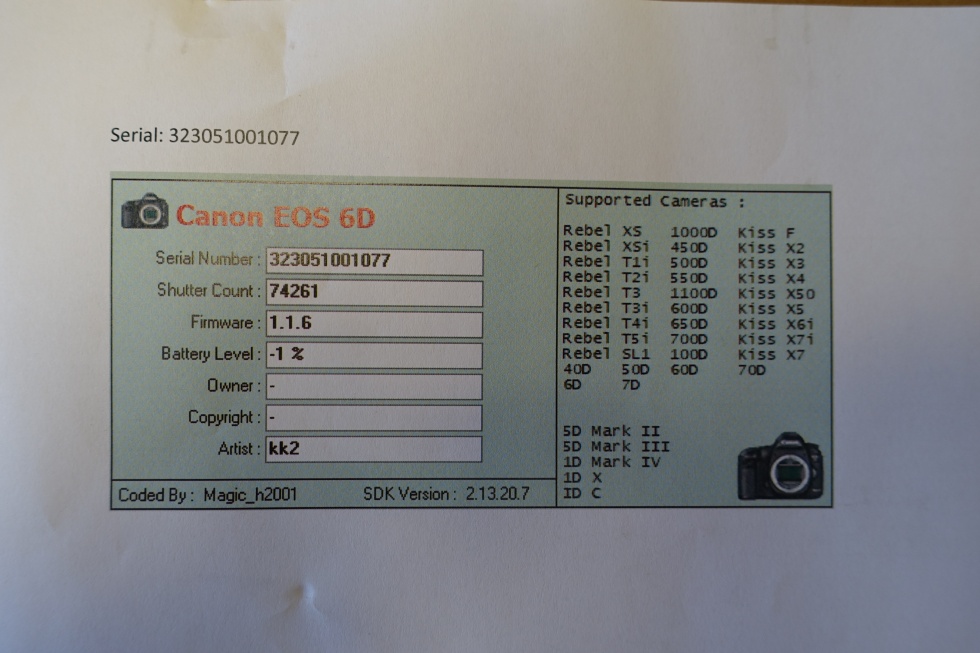 Serial: 323051001077
Canon EOS 6D
Serial Number : 323051001077
Shutter Count : 74261
Firmware : 1.1.6
Battery Level : -1 %
Owner : -
Copyright : -
Artist : kk2
Coded By : Magic_h2001 SDK Version : 2.13.20.7
Supported Cameras :
Rebel XS 1000D Kiss F
Rebel XSi 450D Kiss X2
Rebel T1i 500D Kiss X3
Rebel T2i 550D Kiss X4
Rebel T3 1100D Kiss X50
Rebel T3i 600D Kiss X5
Rebel T4i 650D Kiss X6i
Rebel T5i 700D Kiss X7i
Rebel SL1 100D Kiss X7
40D 50D 60D 70D
6D 7D
5D Mark II
5D Mark III
1D Mark IV
1D X
1D C